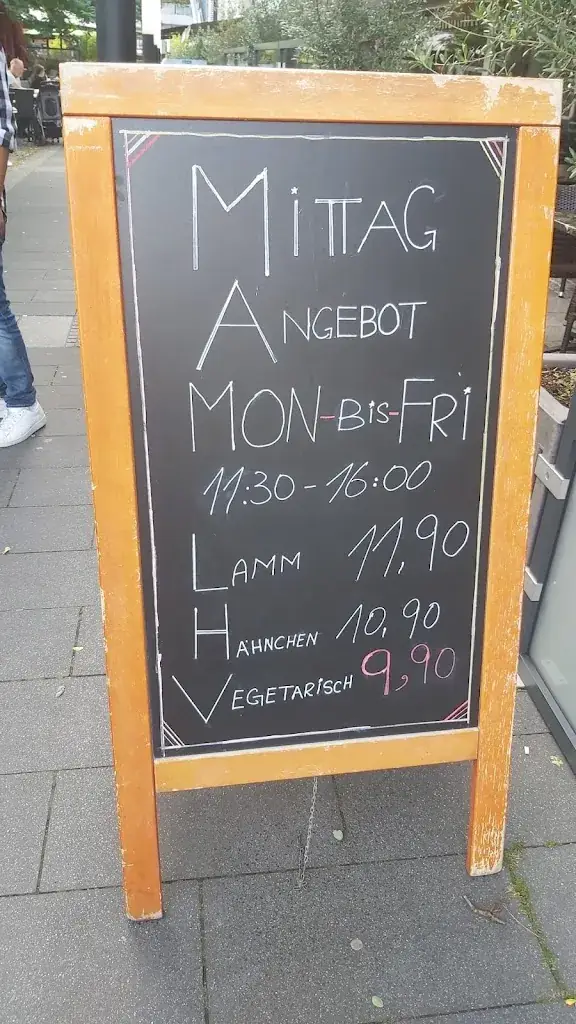 MiTTAG
ANGEBOT
MON-Bis-FRi
11:30-16:00
LAMM 11,90
HÄHNCHEN 10,90
VEGETARiSCH 9,90